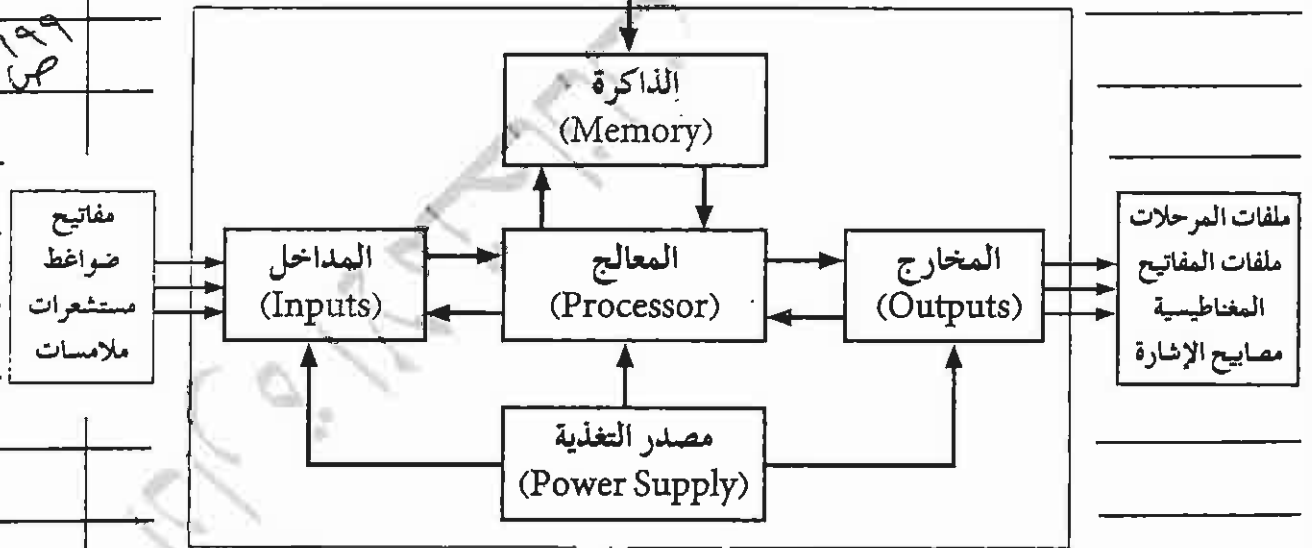 ١٩٩
ص
الذاكرة
(Memory)
مفاتيح
ضواغط
مستشعرات
ملامسات
المداخل
(Inputs)
المعالج
(Processor)
المخارج
(Outputs)
ملفات المرحلات
ملفات المفاتيح
المغناطيسية
مصابيح الإشارة
مصدر التغذية
(Power Supply)